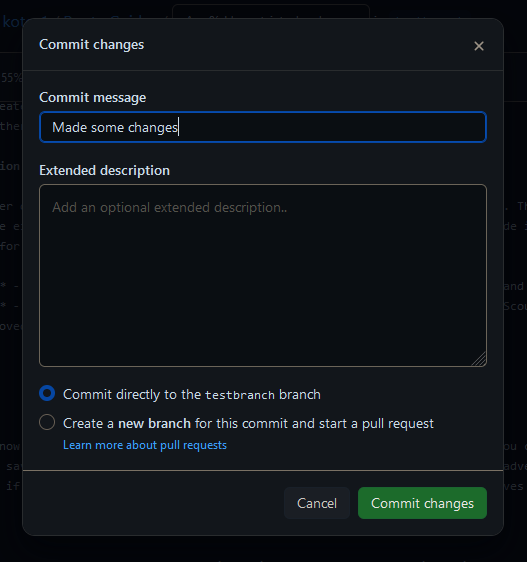 55%
Commit changes
Commit message
Made some changes
Extended description
Add an optional extended description..
Commit directly to the testbranch branch
Create a new branch for this commit and start a pull request
Learn more about pull requests
Cancel
Commit changes